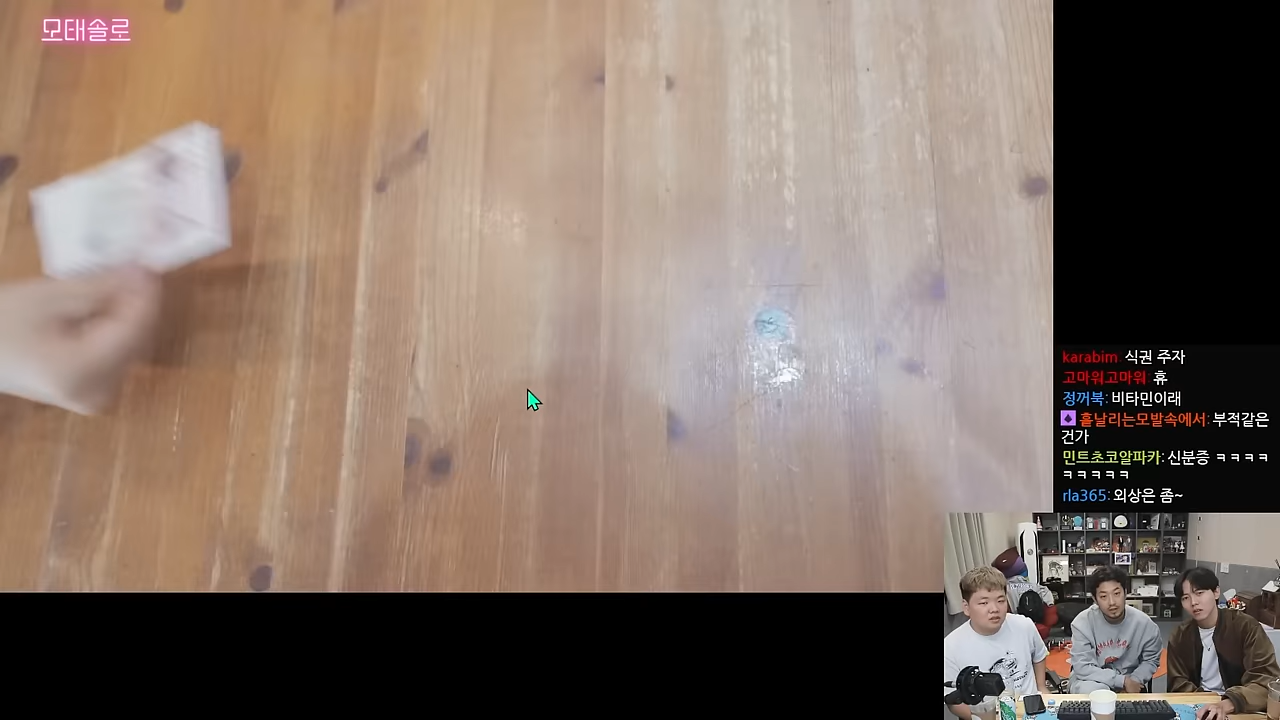 모태솔로
karabim: 식권 주자
고마워고마워: 휴
정꺼북: 비타민이래
흩날리는모발속에서: 부적같은
건가
민트초코알파카: 신분증 ㅋㅋㅋㅋ
ㅋㅋㅋㅋㅋ
rla365: 외상은 좀~